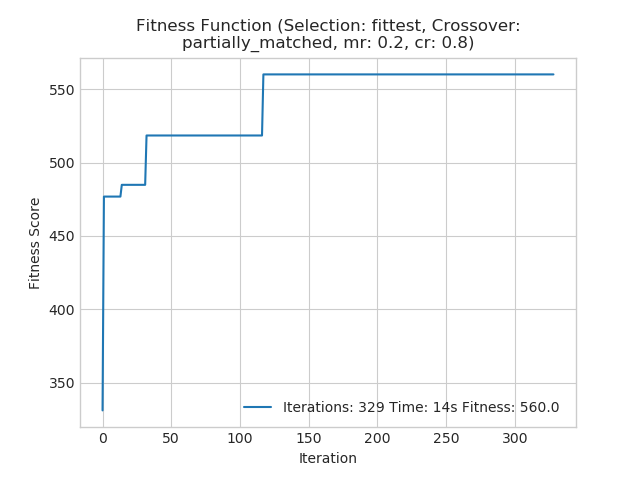 Fitness Function (Selection: fittest, Crossover:
partially_matched, mr: 0.2, cr: 0.8)
Fitness Score
550
500
450
400
350
Iterations: 329 Time: 14s Fitness: 560.0
0 50 100 150 200 250 300
Iteration